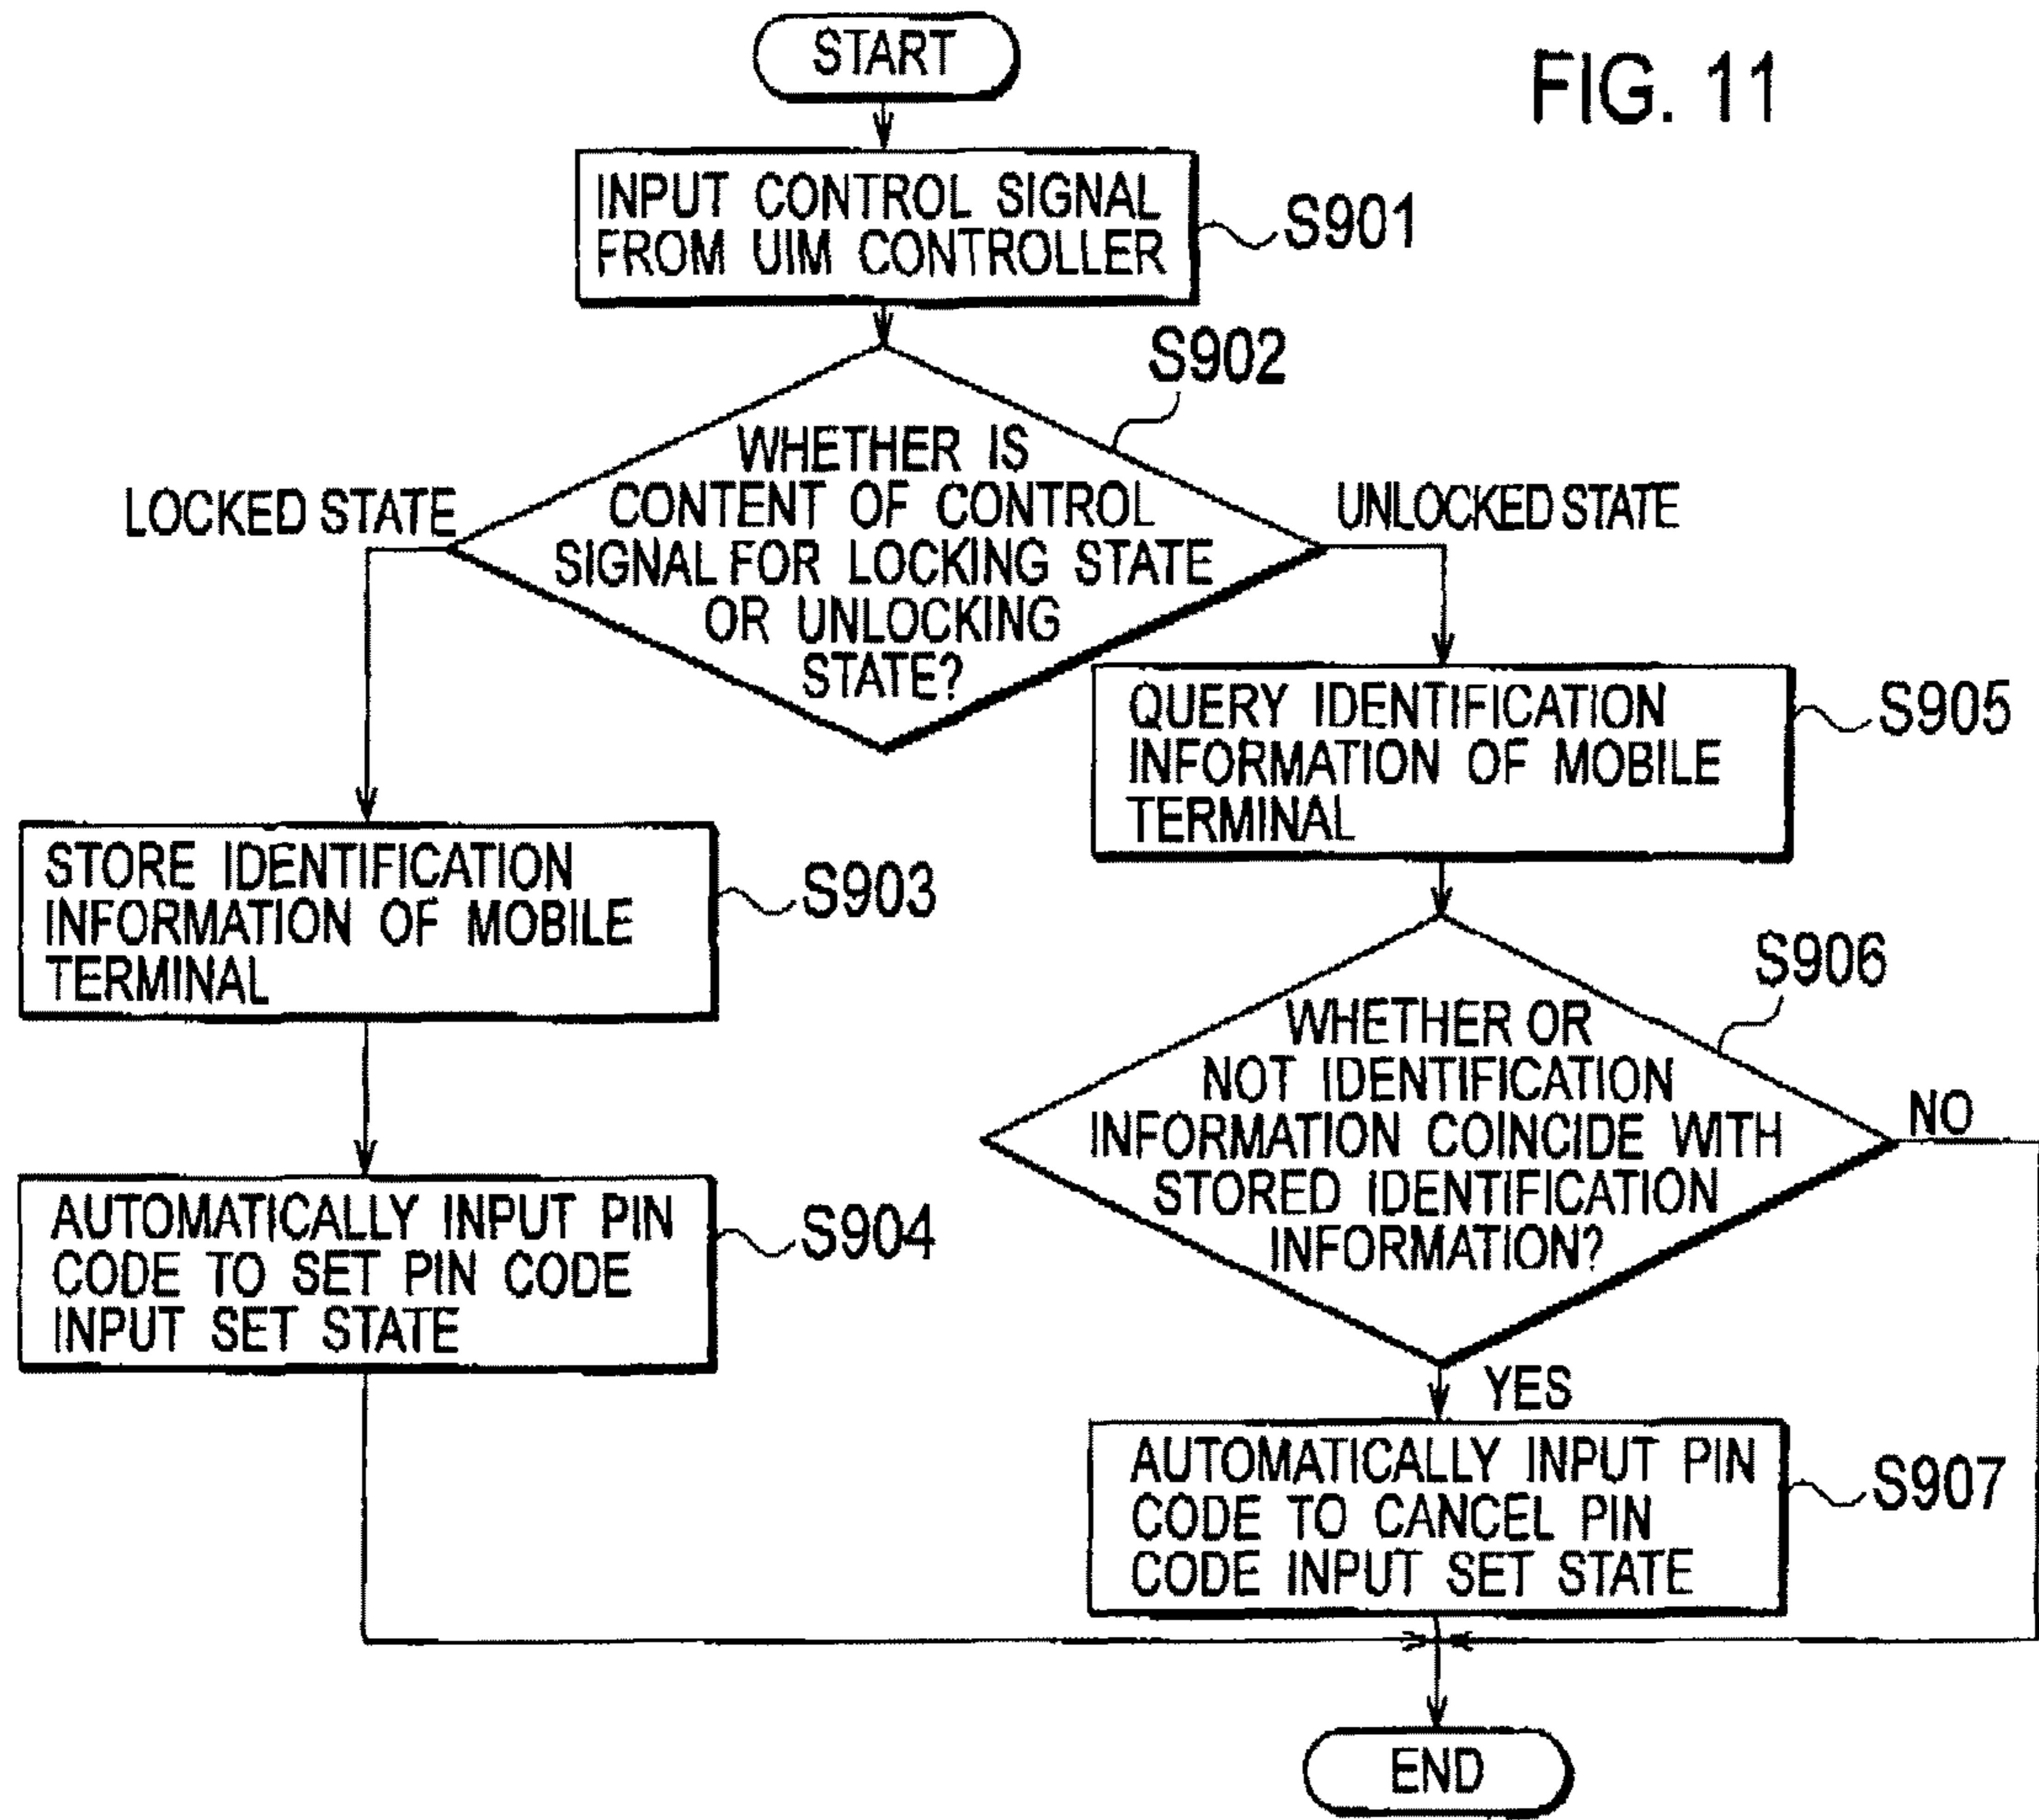 START
FIG. 11
INPUT CONTROL SIGNAL
FROM UIM CONTROLLER
S901
S902
WHETHER IS
CONTENT OF CONTROL
SIGNAL FOR LOCKING STATE
OR UNLOCKING
STATE?
LOCKED STATE
UNLOCKED STATE
STORE IDENTIFICATION
INFORMATION OF MOBILE
TERMINAL
S903
AUTOMATICALLY INPUT PIN
CODE TO SET PIN CODE
INPUT SET STATE
S904
QUERY IDENTIFICATION
INFORMATION OF MOBILE
TERMINAL
S905
S906
WHETHER OR
NOT IDENTIFICATION
INFORMATION COINCIDE WITH
STORED IDENTIFICATION
INFORMATION?
NO
YES
AUTOMATICALLY INPUT PIN
CODE TO CANCEL PIN
CODE INPUT SET STATE
S907
END